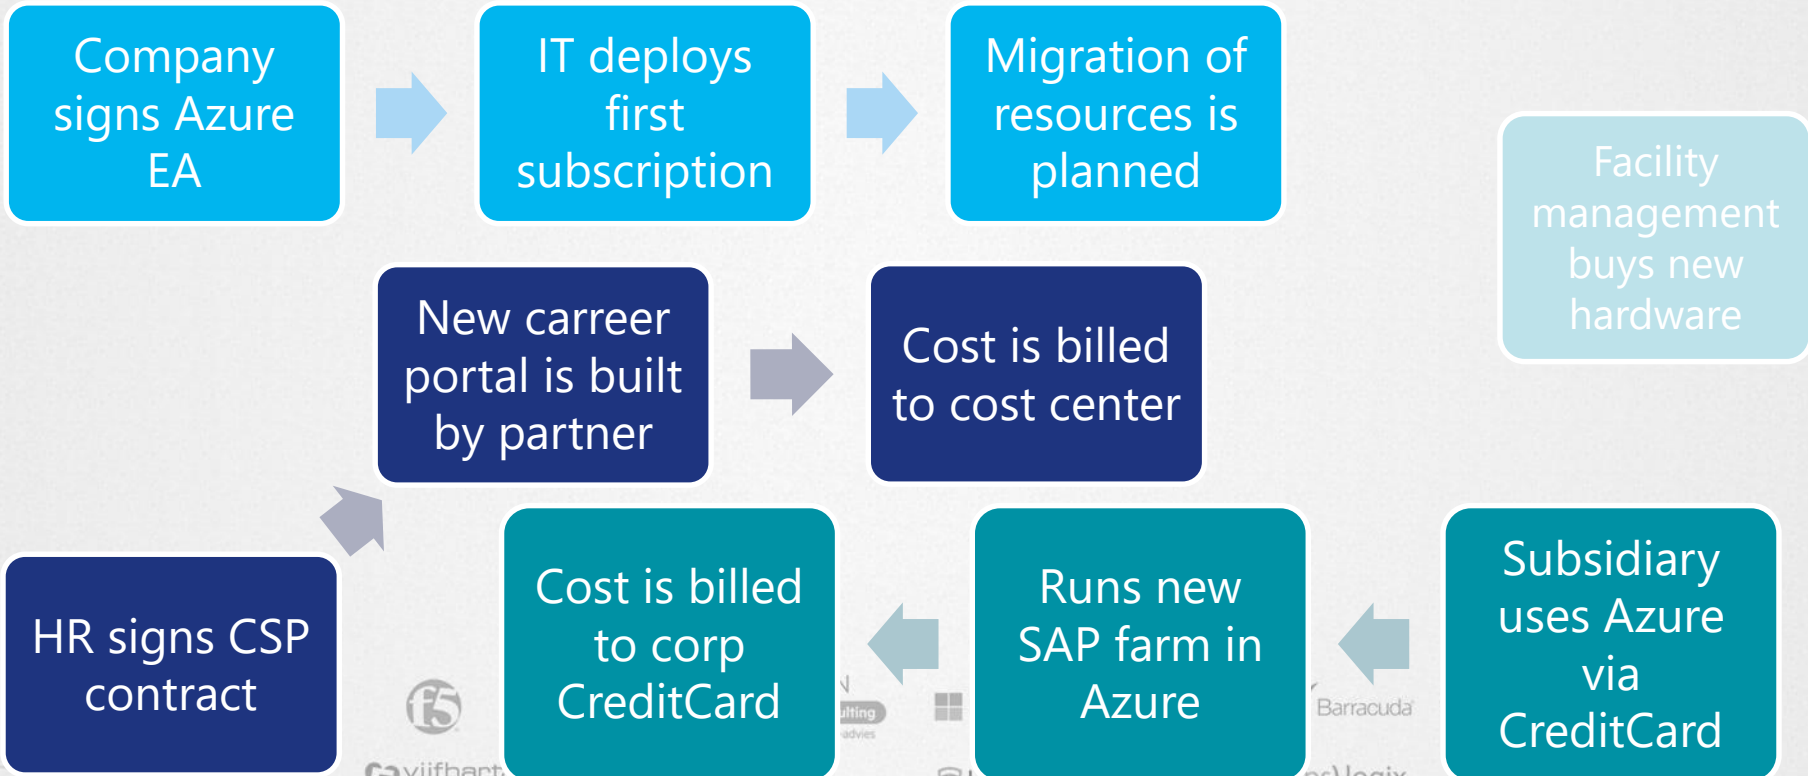 Company
signs Azure
EA
IT deploys
first
subscription
Migration of
resources is
planned
Facility
management
buys new
hardware
New carreer
portal is built
by partner
Cost is billed
to cost center
HR signs CSP
contract
Cost is billed
to corp
CreditCard
Runs new
SAP farm in
Azure
Subsidiary
uses Azure
via
CreditCard
f5
Barracuda